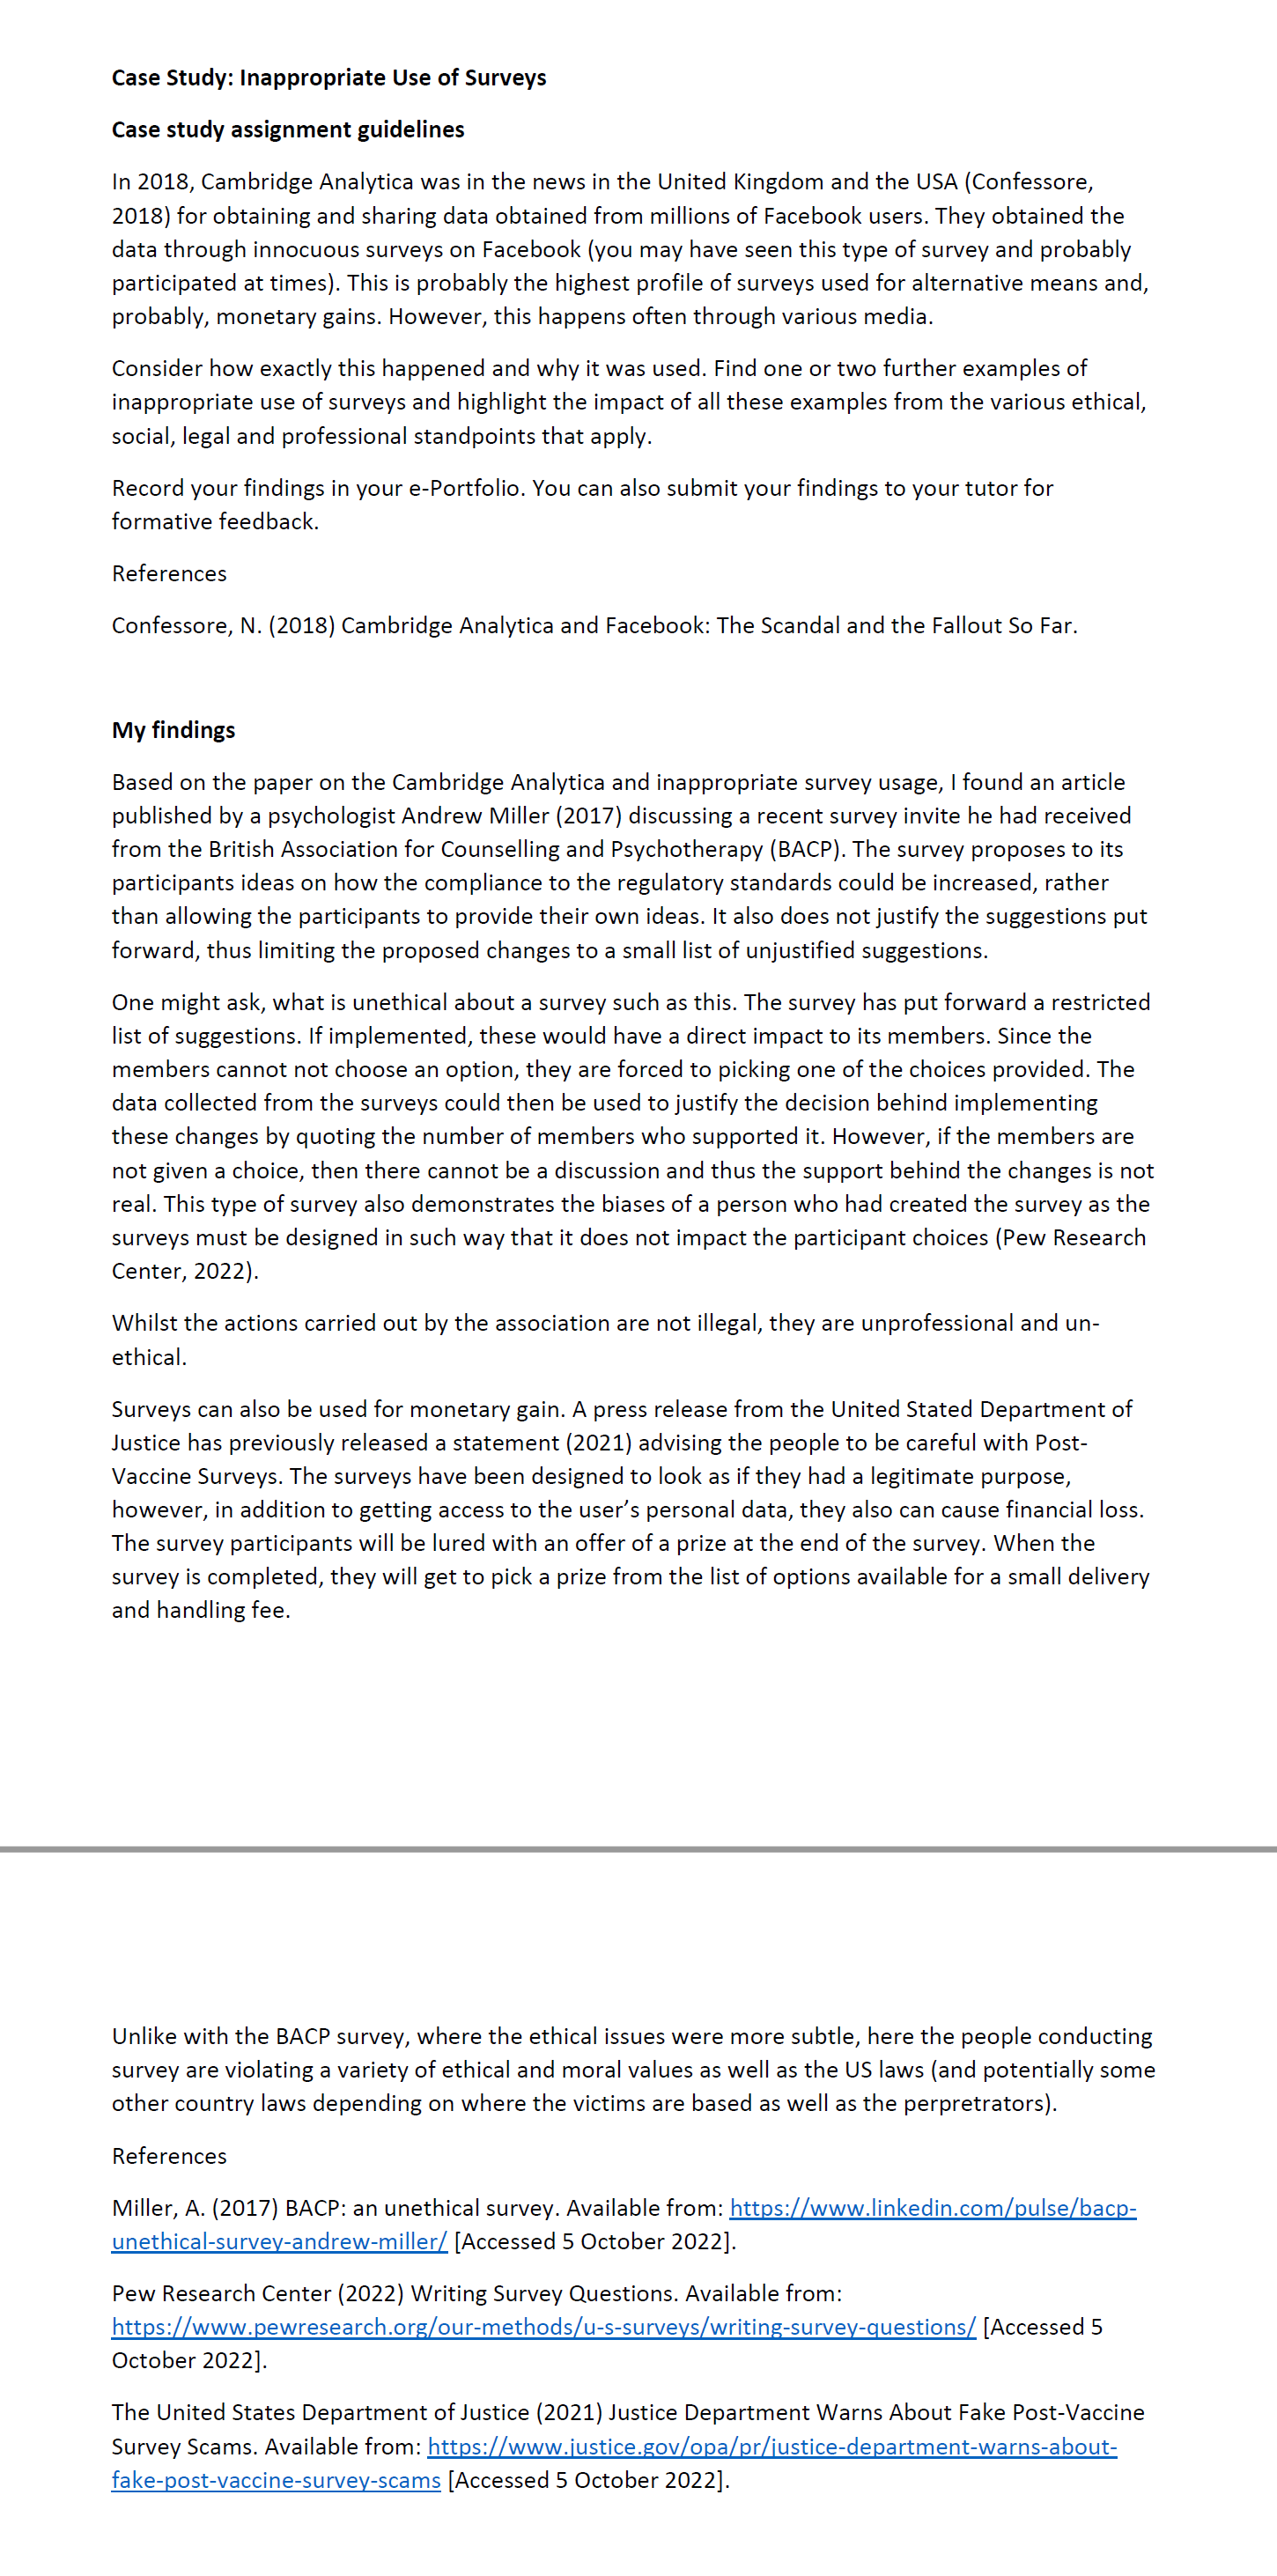 Case Study: Inappropriate Use of Surveys
Case study assignment guidelines
In 2018, Cambridge Analytica was in the news in the United Kingdom and the USA (Confessore,
2018) for obtaining and sharing data obtained from millions of Facebook users. They obtained the
data through innocuous surveys on Facebook (you may have seen this type of survey and probably
participated at times). This is probably the highest profile of surveys used for alternative means and,
probably, monetary gains. However, this happens often through various media.
Consider how exactly this happened and why it was used. Find one or two further examples of
inappropriate use of surveys and highlight the impact of all these examples from the various ethical,
social, legal and professional standpoints that apply.
Record your findings in your e-Portfolio. You can also submit your findings to your tutor for
formative feedback.
References
Confessore, N. (2018) Cambridge Analytica and Facebook: The Scandal and the Fallout So Far.
My findings
Based on the paper on the Cambridge Analytica and inappropriate survey usage, I found an article
published by a psychologist Andrew Miller (2017) discussing a recent survey invite he had received
from the British Association for Counselling and Psychotherapy (BACP). The survey proposes to its
participants ideas on how the compliance to the regulatory standards could be increased, rather
than allowing the participants to provide their own ideas. It also does not justify the suggestions put
forward, thus limiting the proposed changes to a small list of unjustified suggestions.
One might ask, what is unethical about a survey such as this. The survey has put forward a restricted
list of suggestions. If implemented, these would have a direct impact to its members. Since the
members cannot not choose an option, they are forced to picking one of the choices provided. The
data collected from the surveys could then be used to justify the decision behind implementing
these changes by quoting the number of members who supported it. However, if the members are
not given a choice, then there cannot be a discussion and thus the support behind the changes is not
real. This type of survey also demonstrates the biases of a person who had created the survey as the
surveys must be designed in such way that it does not impact the participant choices (Pew Research
Center, 2022).
Whilst the actions carried out by the association are not illegal, they are unprofessional and un-
ethical.
Surveys can also be used for monetary gain. A press release from the United Stated Department of
Justice has previously released a statement (2021) advising the people to be careful with Post-
Vaccine Surveys. The surveys have been designed to look as if they had a legitimate purpose,
however, in addition to getting access to the user’s personal data, they also can cause financial loss.
The survey participants will be lured with an offer of a prize at the end of the survey. When the
survey is completed, they will get to pick a prize from the list of options available for a small delivery
and handling fee.
Unlike with the BACP survey, where the ethical issues were more subtle, here the people conducting
survey are violating a variety of ethical and moral values as well as the US laws (and potentially some
other country laws depending on where the victims are based as well as the perpretrators).
References
Miller, A. (2017) BACP: an unethical survey. Available from: https://www.linkedin.com/pulse/bacp-
unethical-survey-andrew-miller/ [Accessed 5 October 2022].
Pew Research Center (2022) Writing Survey Questions. Available from:
https://www.pewresearch.org/our-methods/u-s-surveys/writing-survey-questions/ [Accessed 5
October 2022].
The United States Department of Justice (2021) Justice Department Warns About Fake Post-Vaccine
Survey Scams. Available from: https://www.justice.gov/opa/pr/justice-department-warns-about-
fake-post-vaccine-survey-scams [Accessed 5 October 2022].